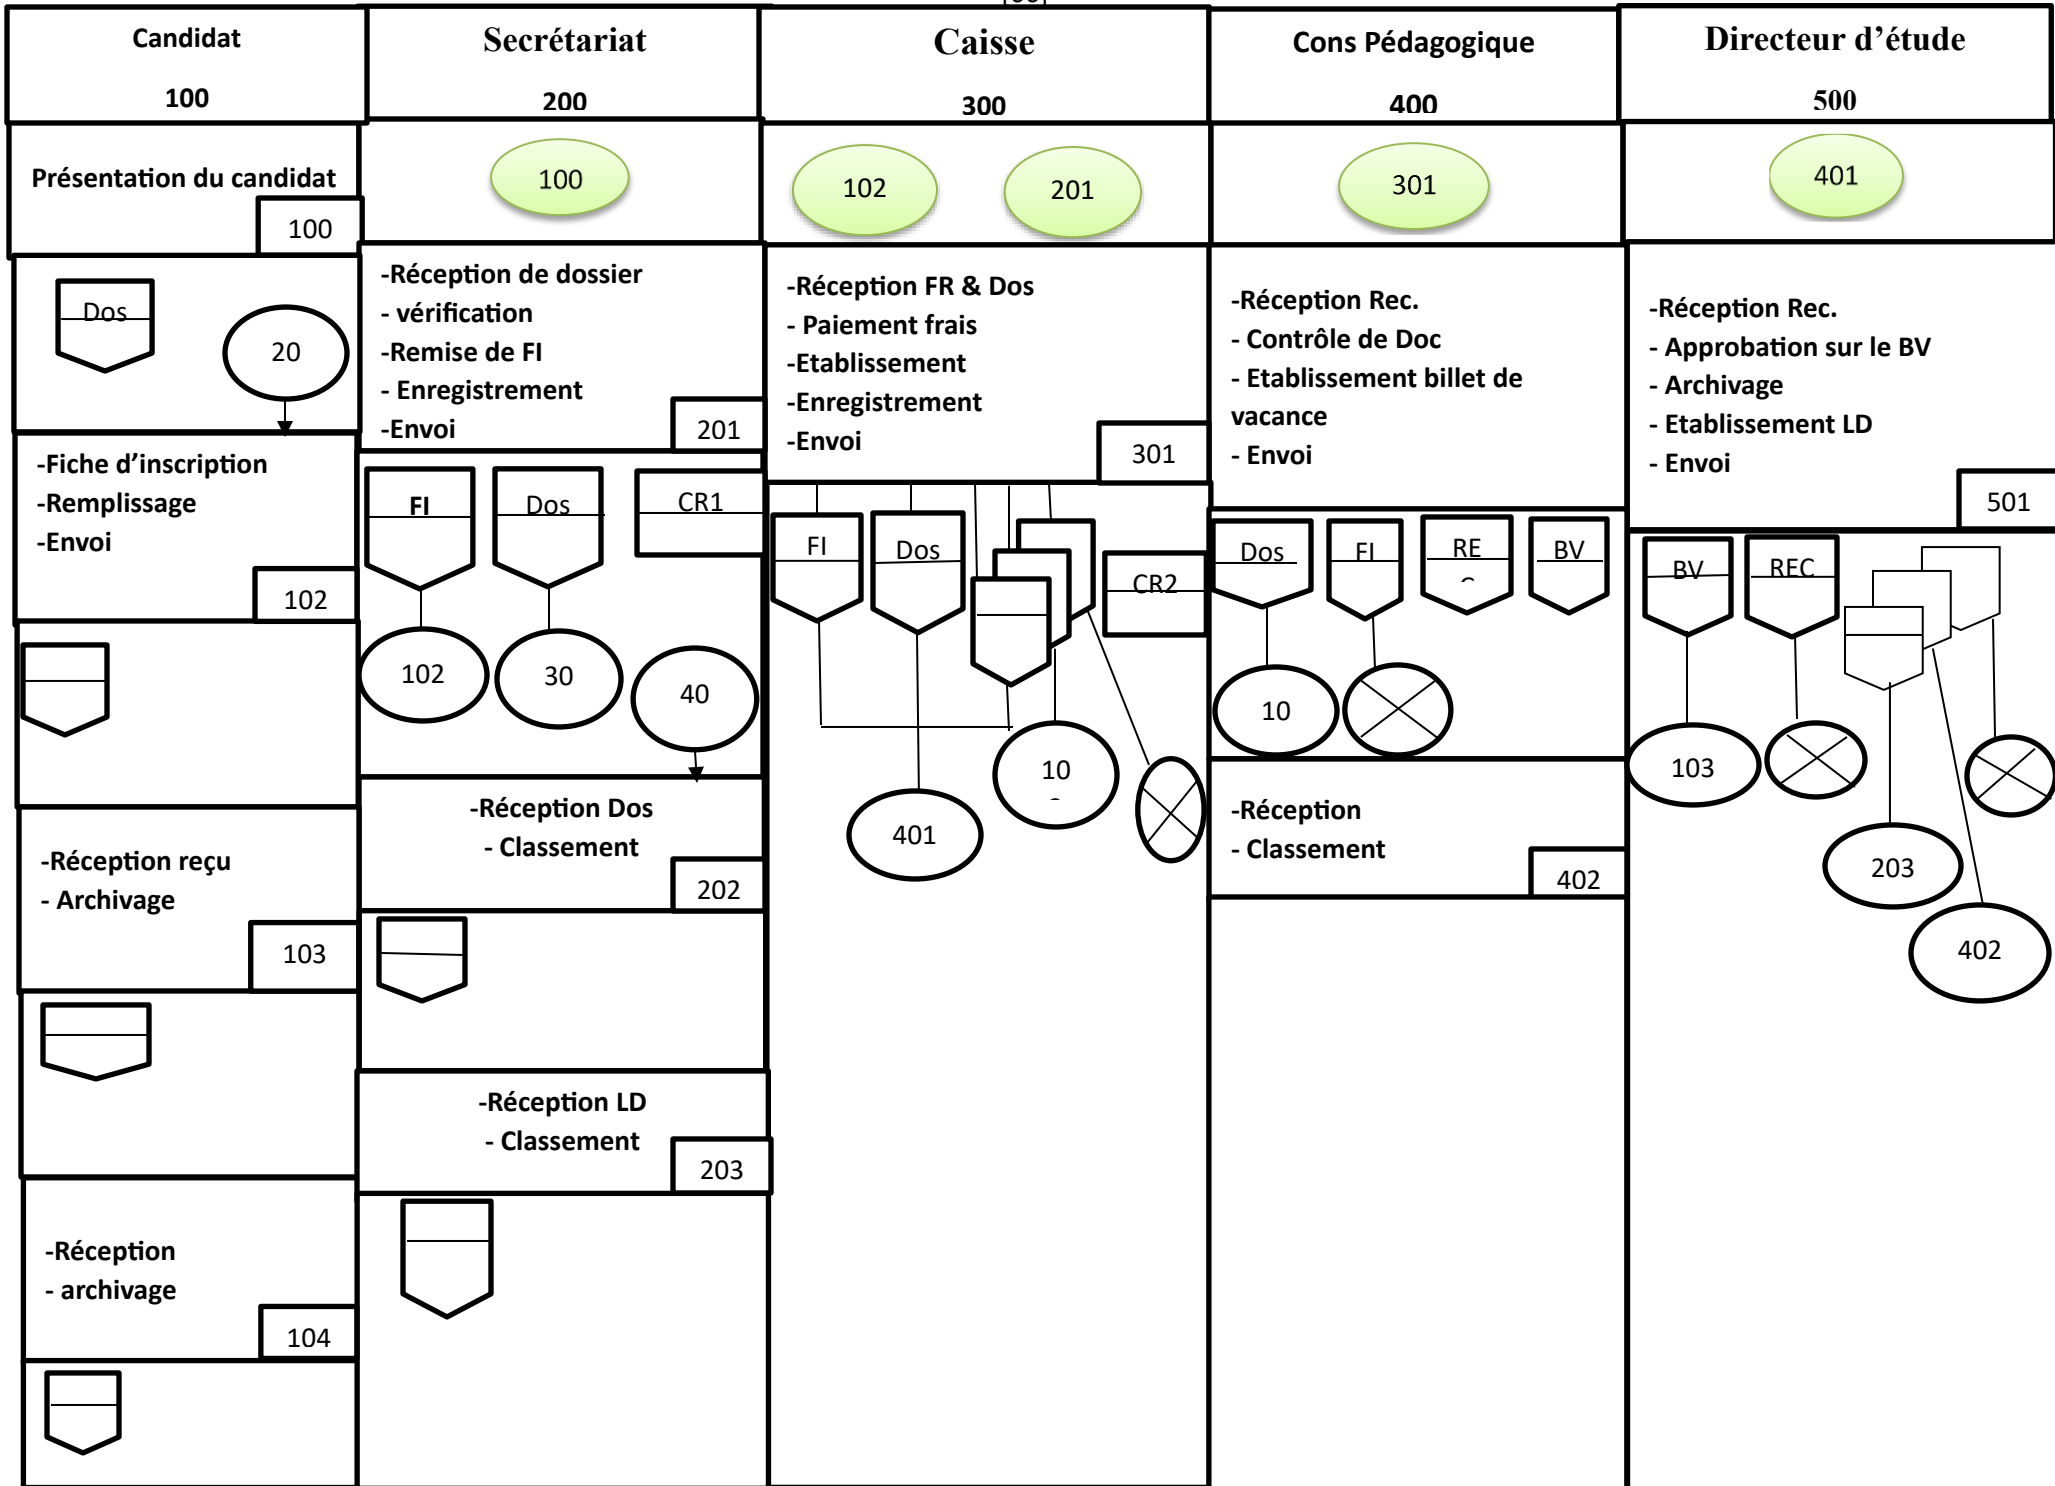 Candidat
100
Secrétariat
200
Caisse
300
Cons Pédagogique
400
Directeur d’étude
500
Présentation du candidat
100
100
102
201
301
401
Dos
20
-Fiche d’inscription
-Remplissage
-Envoi
102
-Réception reçu
- Archivage
103
-Réception
- archivage
104
-Réception de dossier
- vérification
-Remise de FI
- Enregistrement
-Envoi
201
FI
Dos
CR1
102
30
40
-Réception Dos
- Classement
202
-Réception LD
- Classement
203
-Réception FR & Dos
- Paiement frais
-Etablissement
-Enregistrement
-Envoi
301
FI
Dos
CR2
10
401
-Réception Rec.
- Contrôle de Doc
- Etablissement billet de
vacance
- Envoi
Dos
FI
RE
BV
10
-Réception
- Classement
402
-Réception Rec.
- Approbation sur le BV
- Archivage
- Etablissement LD
- Envoi
501
BV
REC
103
203
402